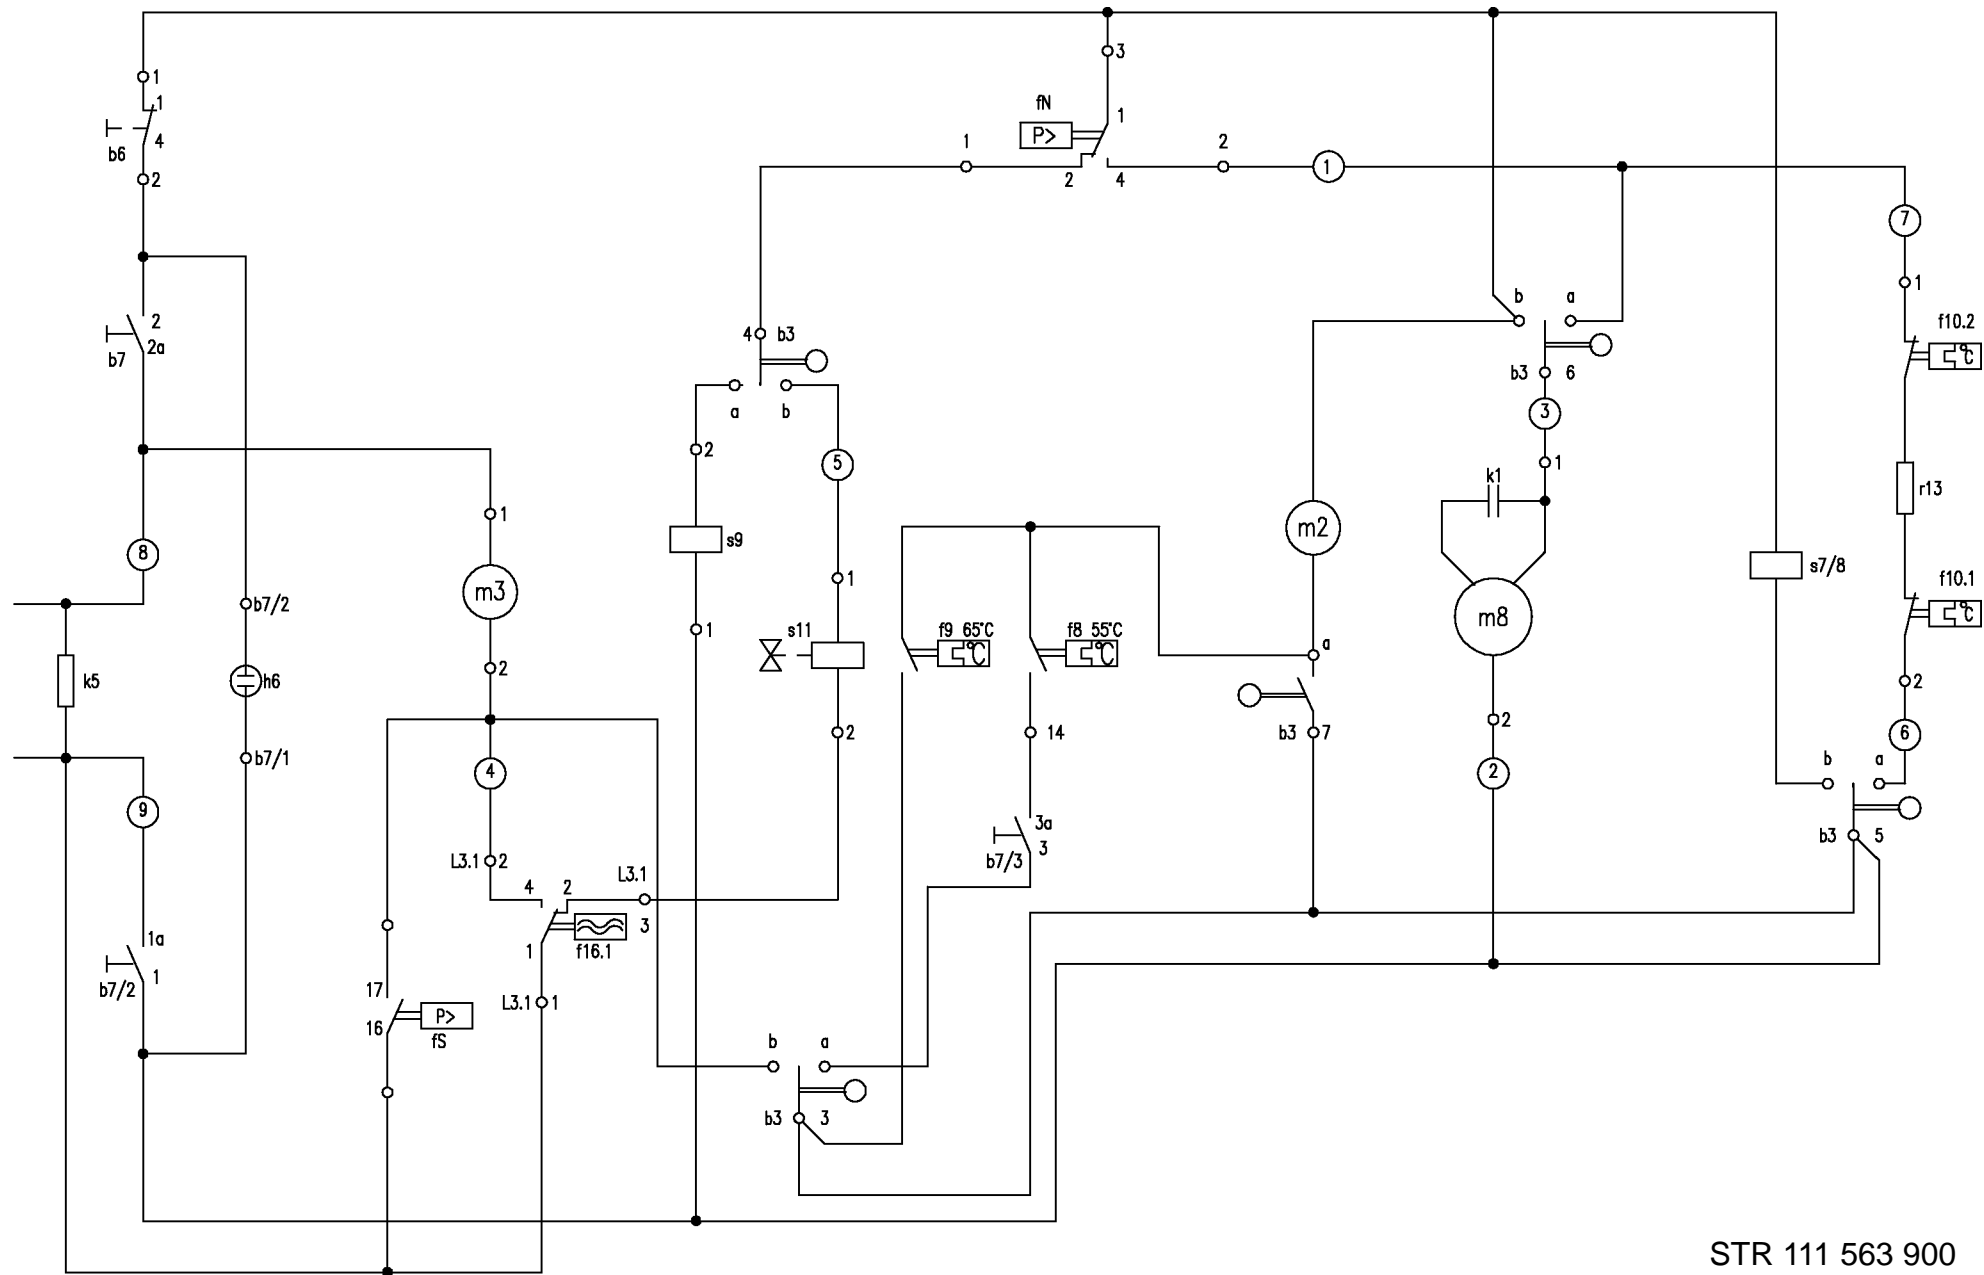 1
1
4
b6
2
3
fN
P>
1
1
2
2
4
1
7
1
b
a
f10.2
°C
2
2a
b7
4
b3
a
b
b3
6
3
2
5
1
k1
r13
8
1
m3
s9
1
m2
s7/8
f10.1
°C
b7/2
k5
h6
b7/1
2
1
s11
f9 65°C
°C
f8 55°C
°C
a
m8
2
9
4
2
14
b3
7
2
2
6
b
a
b3
5
L3.1
2
4
2
L3.1
3
1
f16.1
L3.1
1
3a
3
b7/3
1a
1
b7/2
17
16
P>
fS
b
a
b3
3
STR 111 563 900